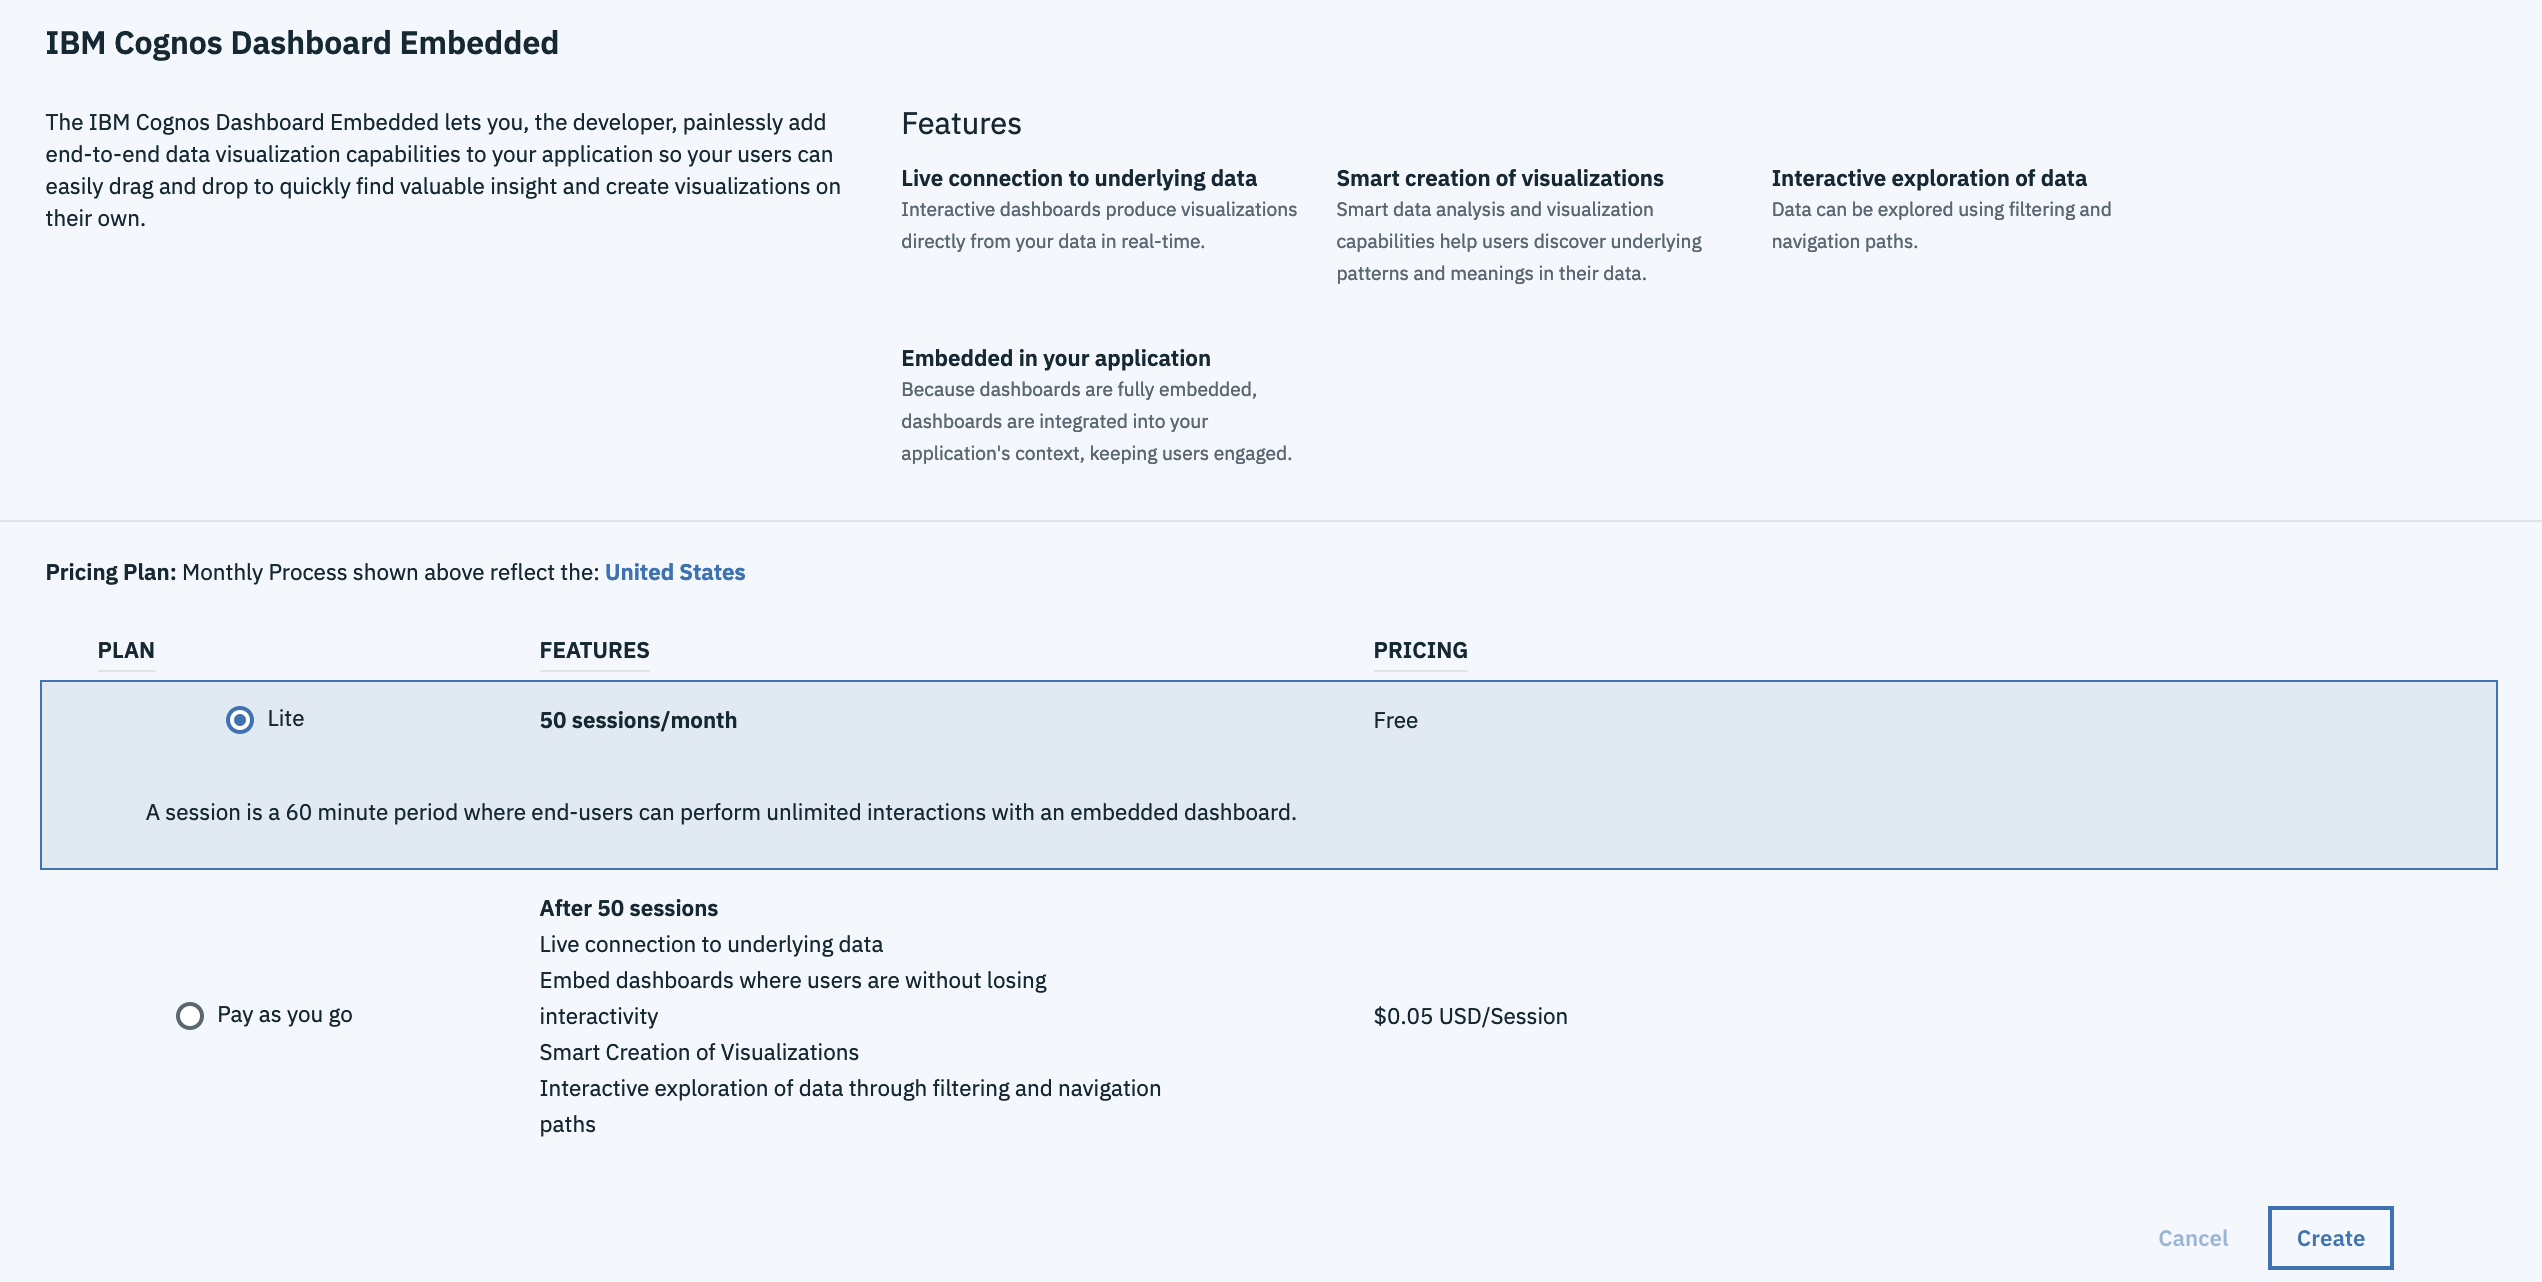 IBM Cognos Dashboard Embedded
The IBM Cognos Dashboard Embedded lets you, the developer, painlessly add
end-to-end data visualization capabilities to your application so your users can
easily drag and drop to quickly find valuable insight and create visualizations on
their own.
Features
Live connection to underlying data
Interactive dashboards produce visualizations
directly from your data in real-time.
Smart creation of visualizations
Smart data analysis and visualization
capabilities help users discover underlying
patterns and meanings in their data.
Interactive exploration of data
Data can be explored using filtering and
navigation paths.
Embedded in your application
Because dashboards are fully embedded,
dashboards are integrated into your
application's context, keeping users engaged.
Pricing Plan: Monthly Process shown above reflect the: United States
PLAN FEATURES PRICING
Lite 50 sessions/month Free
A session is a 60 minute period where end-users can perform unlimited interactions with an embedded dashboard.
After 50 sessions
Live connection to underlying data
Embed dashboards where users are without losing
Pay as you go interactivity $0.05 USD/Session
Smart Creation of Visualizations
Interactive exploration of data through filtering and navigation
paths
Cancel Create